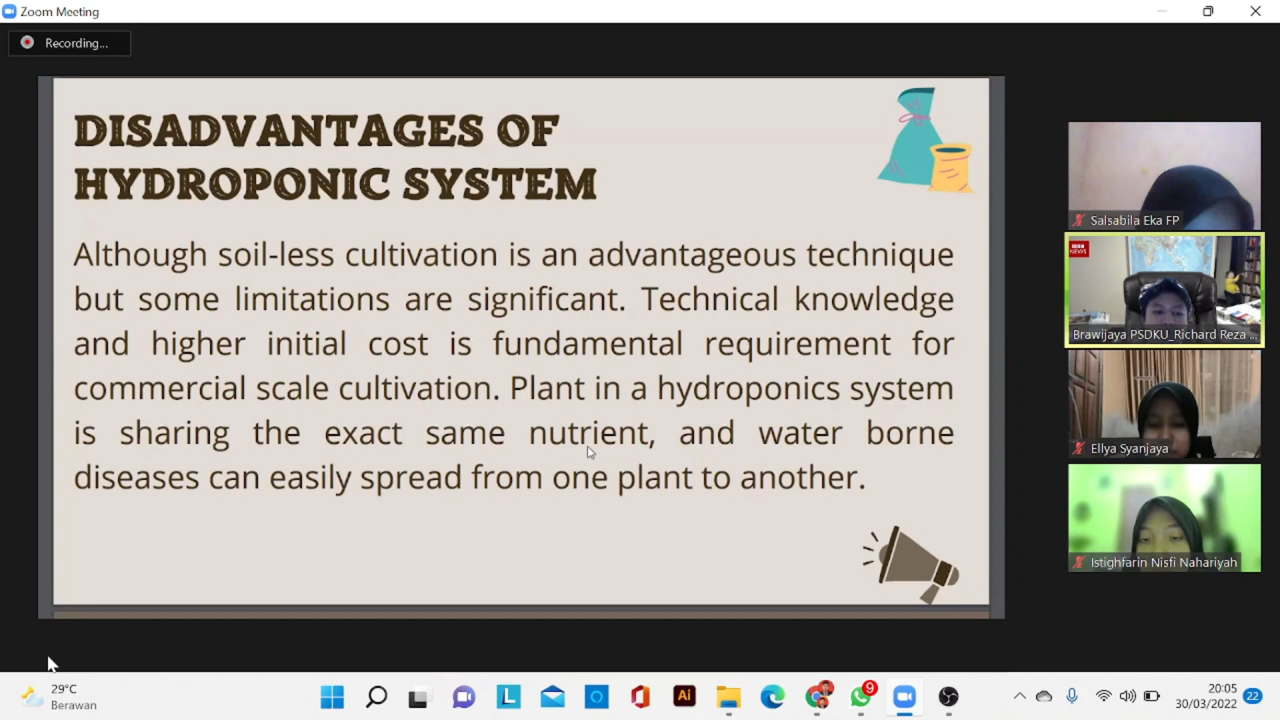 Zoom Meeting
Recording...
DISADVANTAGES OF
HYDROPONIC SYSTEM
Although soil-less cultivation is an advantageous technique
but some limitations are significant. Technical knowledge
and higher initial cost is fundamental requirement for
commercial scale cultivation. Plant in a hydroponics system
is sharing the exact same nutrient, and water borne
diseases can easily spread from one plant to another.
Salsabila Eka FP
BBC
NEWS
Brawijaya PSDKU_Richard Reza ...
Ellya Syanjaya
Istighfarin Nisfi Nahariyah
29°C
Berawan
L
Ai
9
20:05
30/03/2022
22